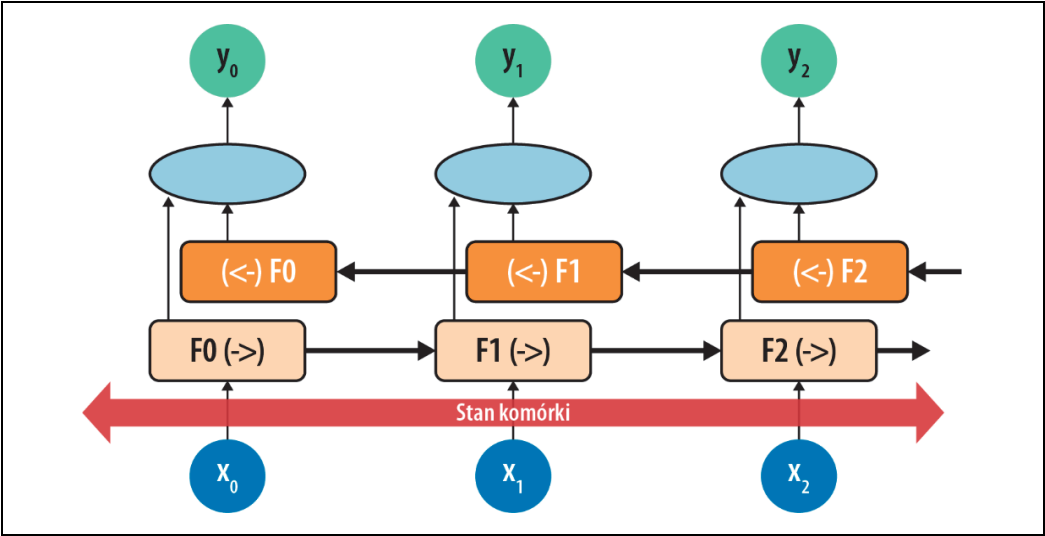 y₀ y₁ y₂
(<-) F0 (<-) F1 (<-) F2
F0 (->) F1 (->) F2 (->)
Stan komórki
x₀ x₁ x₂